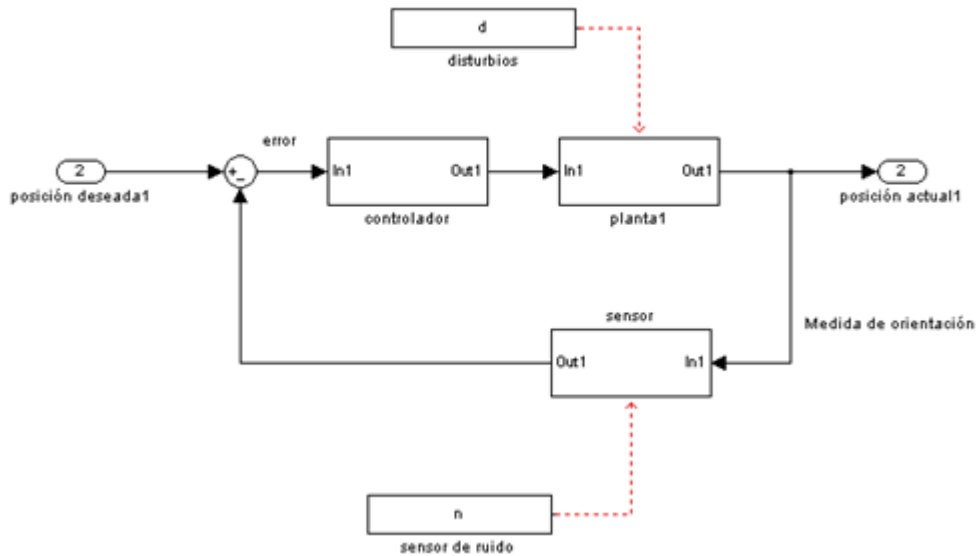 d
disturbios
error
2
posición deseada1
+
_
In1
Out1
controlador
In1
Out1
planta1
2
posición actual1
sensor
Out1
In1
Medida de orientación
n
sensor de ruido